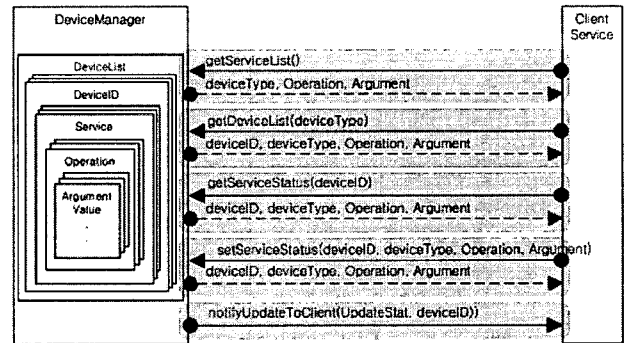 DeviceManager
Client
Service
DeviceList
DeviceID
Service
Operation
Argument
Value
.
.
getServiceList()
deviceType, Operation, Argument
getDeviceList(deviceType)
deviceID, deviceType, Operation, Argument
getServiceStatus(deviceID)
deviceID, deviceType, Operation, Argument
setServiceStatus(deviceID, deviceType, Operation, Argument)
deviceID, deviceType, Operation, Argument
notifyUpdateToClient(UpdateStat, deviceID))